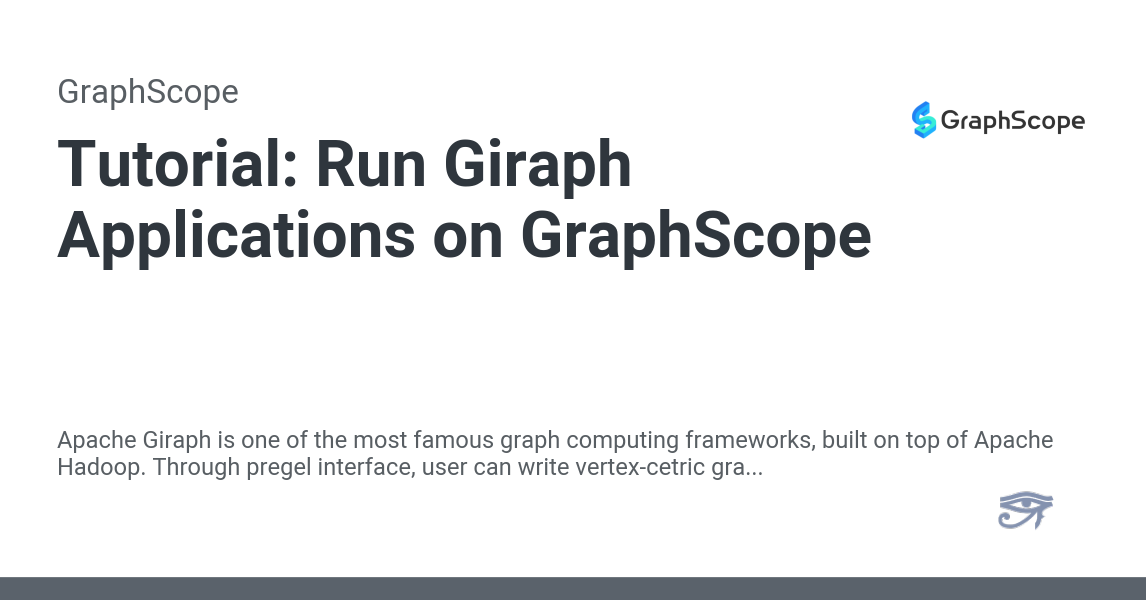 GraphScope
GraphScope
Tutorial: Run Giraph
Applications on GraphScope
Apache Giraph is one of the most famous graph computing frameworks, built on top of Apache
Hadoop. Through pregel interface, user can write vertex-cetric gra...